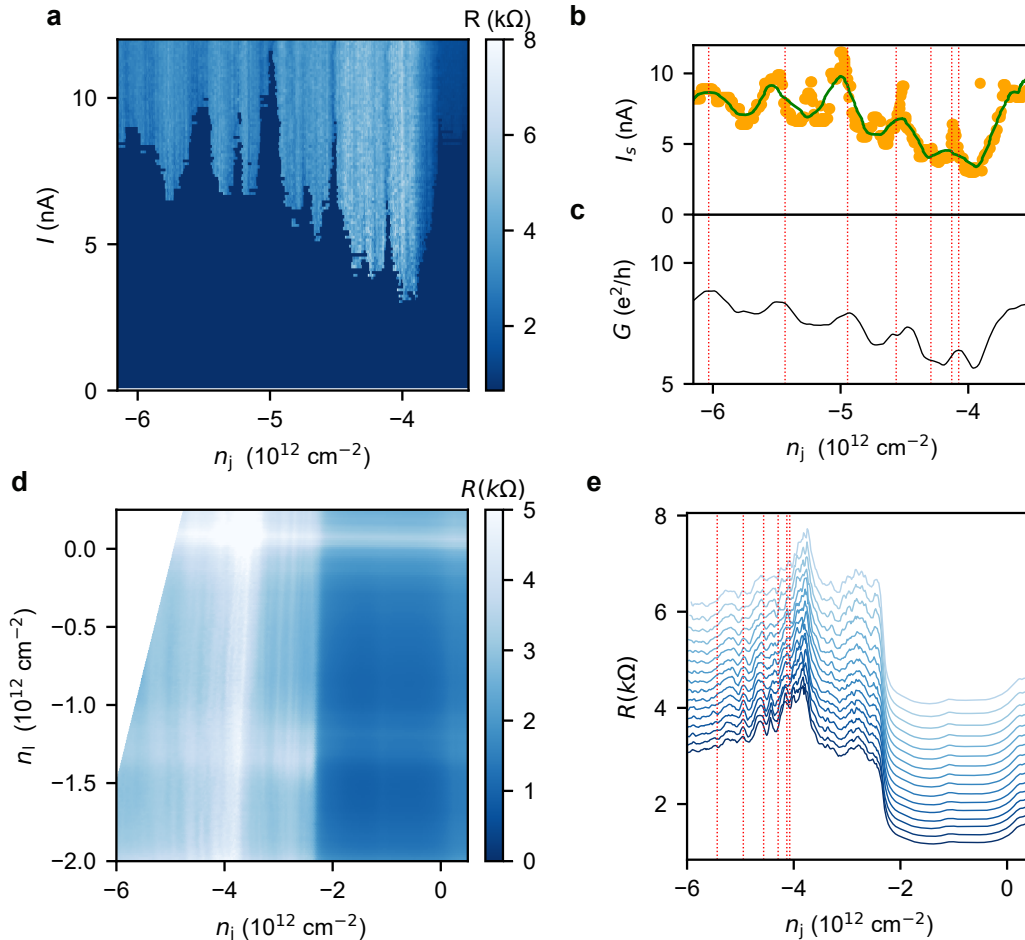 a
R (kΩ)
8
6
4
2
0
10
5
0
I (nA)
−6
−5
−4
nj (10^12 cm−2)
b
10
5
0
Is (nA)
c
10
5
G (e2/h)
−6
−5
−4
nj (10^12 cm−2)
d
R(kΩ)
5
4
3
2
1
0
0.0
−0.5
−1.0
−1.5
−2.0
nl (10^12 cm−2)
−6
−4
−2
0
nj (10^12 cm−2)
e
8
6
4
2
R(kΩ)
−6
−4
−2
0
nj (10^12 cm−2)